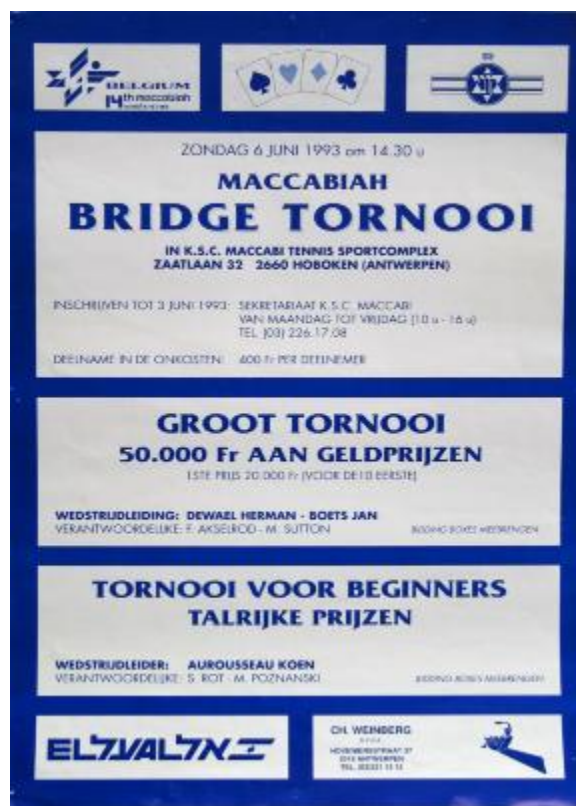 BELGIUM
14th maccabiah
ZONDAG 6 JUNI 1993 om 14.30 u
MACCABIAH
BRIDGE TORNOOI
IN K.S.C. MACCABI TENNIS SPORTCOMPLEX
ZAATLAAN 32 2660 HOBOKEN (ANTWERPEN)
INSCHRIJVEN TOT 3 JUNI 1993: SEKRETARIAAT K.S.C. MACCABI
VAN MAANDAG TOT VRIJDAG (10 u - 16 u)
TEL. (03) 226.17.08
DEELNAME IN DE ONKOSTEN: 400 Fr PER DEELNEMER
GROOT TORNOOI
50.000 Fr AAN GELDPRIJZEN
1STE PRIJS 20.000 Fr (VOOR DE 10 EERSTE)
WEDSTRIJDLEIDING: DEWAEL HERMAN - BOETS JAN
VERANTWOORDELIJKE: F. AKSELROD - M. SUTTON
BIDDING BOXES MEEBRENGEN
TORNOOI VOOR BEGINNERS
TALRIJKE PRIJZEN
WEDSTRIJDLEIDER: AUROUSSEAU KOEN
VERANTWOORDELIJKE: S. ROT - M. POZNANSKI
BIDDING BOXES MEEBRENGEN
EL7VAL אל על
CH. WEINBERG